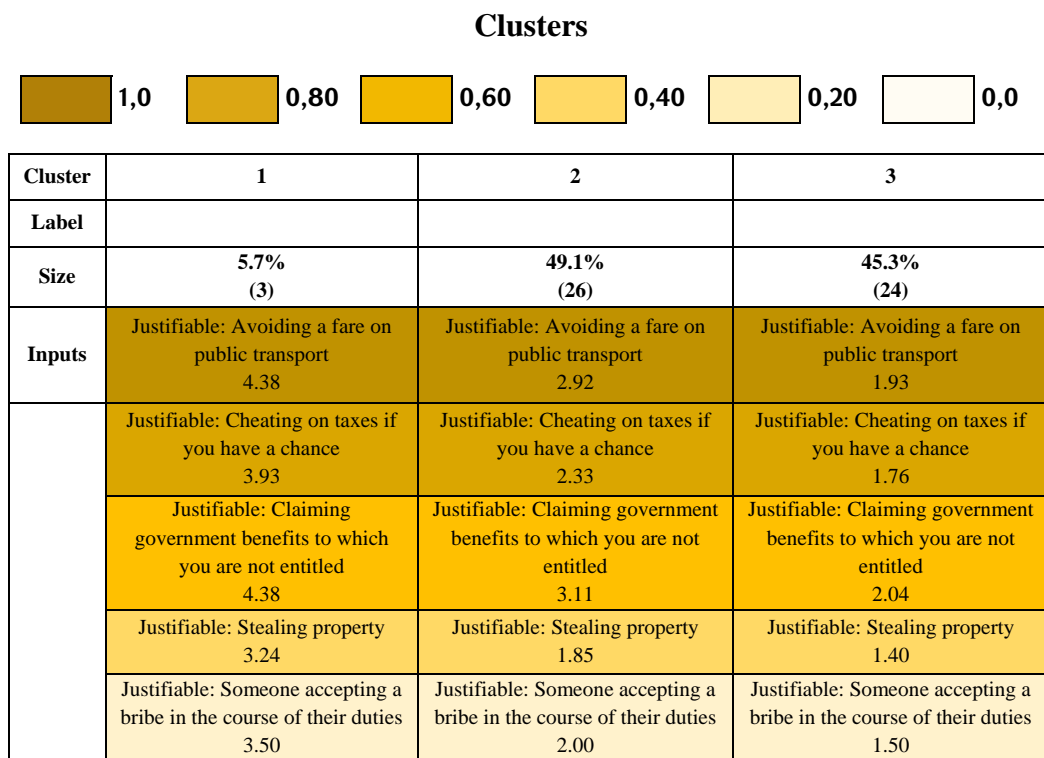 Clusters
1,0 0,80 0,60 0,40 0,20 0,0
Cluster 1 2 3
Label
Size 5.7% 49.1% 45.3%
(3) (26) (24)
Inputs Justifiable: Avoiding a fare on Justifiable: Avoiding a fare on Justifiable: Avoiding a fare on
public transport public transport public transport
4.38 2.92 1.93
Justifiable: Cheating on taxes if Justifiable: Cheating on taxes if Justifiable: Cheating on taxes if
you have a chance you have a chance you have a chance
3.93 2.33 1.76
Justifiable: Claiming Justifiable: Claiming government Justifiable: Claiming government
government benefits to which benefits to which you are not benefits to which you are not
you are not entitled entitled entitled
4.38 3.11 2.04
Justifiable: Stealing property Justifiable: Stealing property Justifiable: Stealing property
3.24 1.85 1.40
Justifiable: Someone accepting a Justifiable: Someone accepting a Justifiable: Someone accepting a
bribe in the course of their duties bribe in the course of their duties bribe in the course of their duties
3.50 2.00 1.50